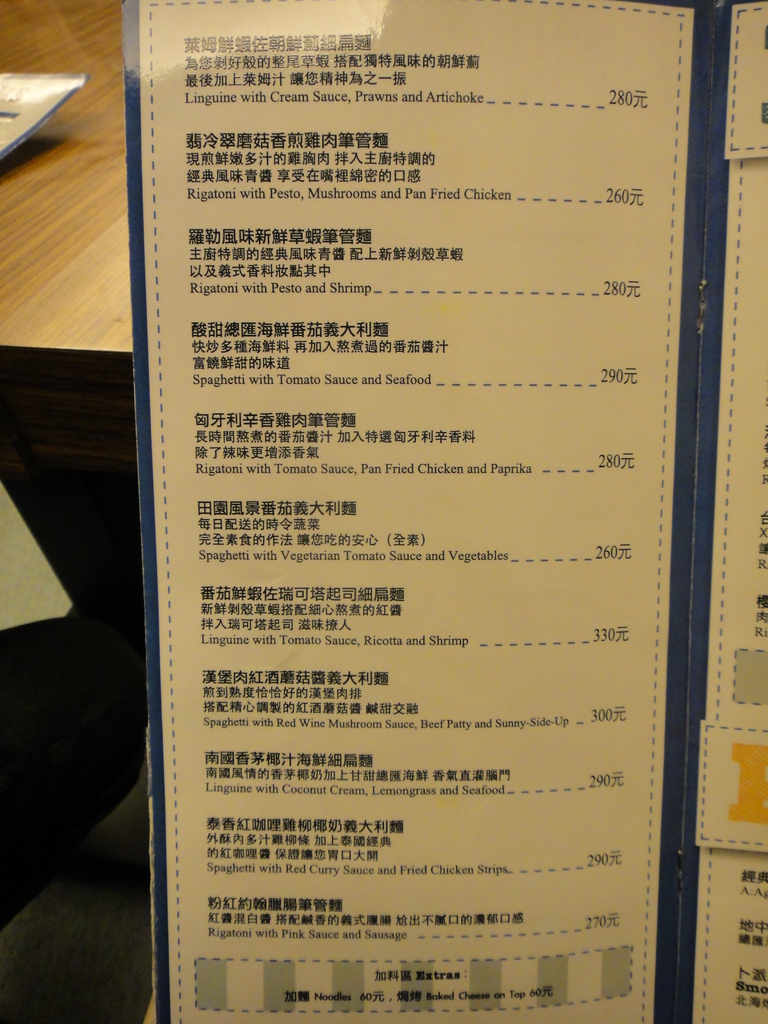 萊姆鮮蝦佐朝鮮薊細扁麵
為您剝好殼的整尾草蝦 搭配獨特風味的朝鮮薊
最後加上萊姆汁 讓您精神為之一振
Linguine with Cream Sauce, Prawns and Artichoke 280元
翡冷翠磨菇香煎雞肉筆管麵
現煎鮮嫩多汁的雞胸肉 拌入主廚特調的
經典風味青醬 享受在嘴裡綿密的口感
Rigatoni with Pesto, Mushrooms and Pan Fried Chicken 260元
羅勒風味新鮮草蝦筆管麵
主廚特調的經典風味青醬 配上新鮮剝殼草蝦
以及義式香料妝點其中
Rigatoni with Pesto and Shrimp 280元
酸甜總匯海鮮番茄義大利麵
快炒多種海鮮料 再加入熬煮過的番茄醬汁
富饒鮮甜的味道
Spaghetti with Tomato Sauce and Seafood 290元
匈牙利辛香雞肉筆管麵
長時間熬煮的番茄醬汁 加入特選匈牙利辛香料
除了辣味更增添香氣
Rigatoni with Tomato Sauce, Pan Fried Chicken and Paprika 280元
田園風景番茄義大利麵
每日配送的時令蔬菜
完全素食的作法 讓您吃的安心（全素）
Spaghetti with Vegetarian Tomato Sauce and Vegetables 260元
番茄鮮蝦佐瑞可塔起司細扁麵
新鮮剝殼草蝦搭配細心熬煮的紅醬
拌入瑞可塔起司 滋味撩人
Linguine with Tomato Sauce, Ricotta and Shrimp 330元
漢堡肉紅酒蘑菇醬義大利麵
煎到熟度恰恰好的漢堡肉排
搭配精心調製的紅酒蘑菇醬 鹹甜交融
Spaghetti with Red Wine Mushroom Sauce, Beef Patty and Sunny-Side-Up 300元
南國香茅椰汁海鮮細扁麵
南國風情的香茅椰奶加上甘甜總匯海鮮 香氣直灌腦門
Linguine with Coconut Cream, Lemongrass and Seafood 290元
泰香紅咖哩雞柳椰奶義大利麵
外酥內多汁雞柳條 加上泰國經典
的紅咖哩醬 保證讓您胃口大開
Spaghetti with Red Curry Sauce and Fried Chicken Strips 290元
粉紅約翰臘腸筆管麵
紅醬混白醬 搭配鹹香的義式臘腸 尬出不膩口的濃郁口感
Rigatoni with Pink Sauce and Sausage 270元
加料區 Extras:
加麵 Noodles 60元，焗烤 Baked Cheese on Top 60元
經典
A:Ag
地中
總匯
卜派
Smo
北海